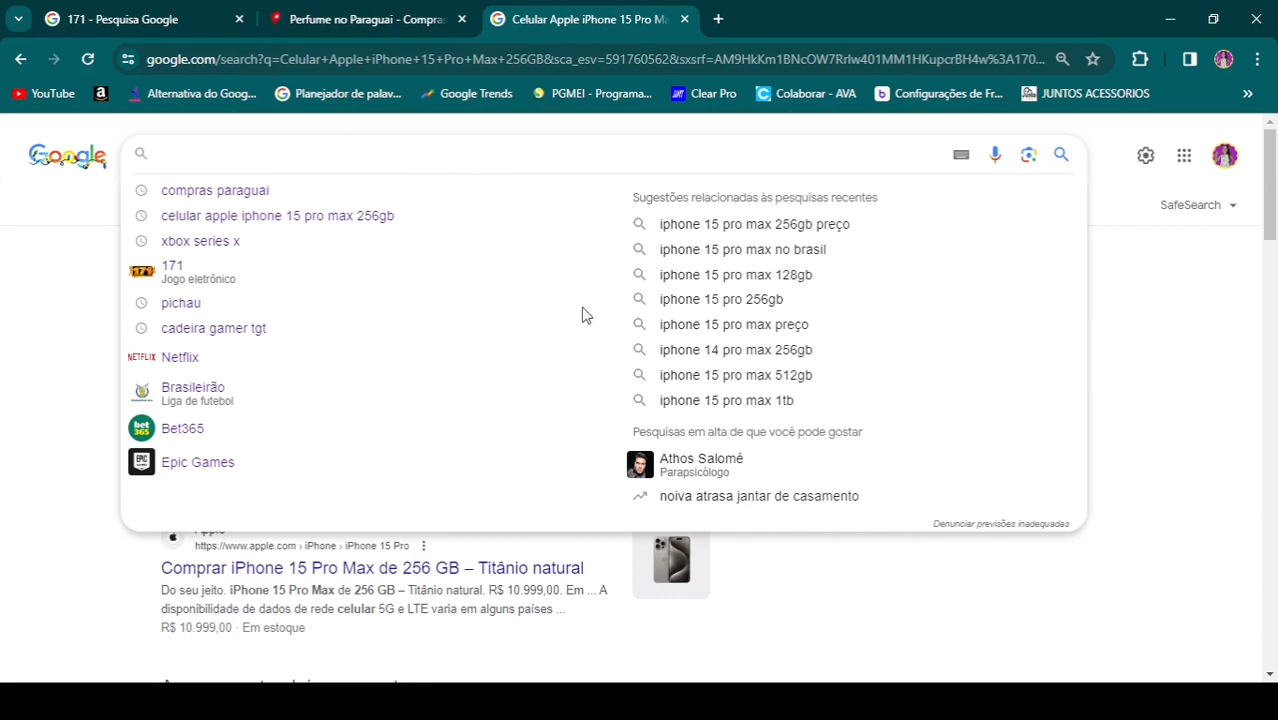 171 - Pesquisa Google
Perfume no Paraguai - Compras
Celular Apple iPhone 15 Pro Ma
google.com/search?q=Celular+Apple+iPhone+15+Pro+Max+256GB&sca_esv=591760562&sxsrf=AM9HkKm1BNcOW7Rrlw401MM1HKupcrBH4w%3A170...
YouTube
Alternativa do Goog...
Planejador de palav...
Google Trends
PGMEI - Programa...
Clear Pro
Colaborar - AVA
Configurações de Fr...
JUNTOS ACESSORIOS
Google
SafeSearch
compras paraguai
celular apple iphone 15 pro max 256gb
xbox series x
171
Jogo eletrônico
pichau
cadeira gamer tgt
NETFLIX Netflix
Brasileirão
Liga de futebol
bet365 Bet365
EPIC Epic Games
Sugestões relacionadas às pesquisas recentes
iphone 15 pro max 256gb preço
iphone 15 pro max no brasil
iphone 15 pro max 128gb
iphone 15 pro 256gb
iphone 15 pro max preço
iphone 14 pro max 256gb
iphone 15 pro max 512gb
iphone 15 pro max 1tb
Pesquisas em alta de que você pode gostar
Athos Salomé
Parapsicólogo
noiva atrasa jantar de casamento
Denunciar previsões inadequadas
https://www.apple.com › iPhone › iPhone 15 Pro
Comprar iPhone 15 Pro Max de 256 GB – Titânio natural
Do seu jeito. iPhone 15 Pro Max de 256 GB – Titânio natural. R$ 10.999,00. Em ... A
disponibilidade de dados de rede celular 5G e LTE varia em alguns países ...
R$ 10.999,00 · Em estoque